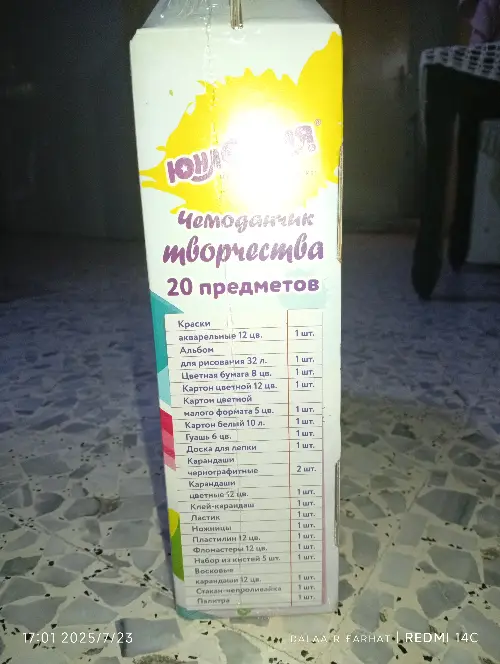 Чемоданчик
творчества
20 предметов
Краски
акварельные 12 цв. 1 шт.
Альбом
для рисования 32 л. 1 шт.
Цветная бумага 8 цв. 1 шт.
Картон цветной 12 цв. 1 шт.
Картон цветной
малого формата 5 цв. 1 шт.
Картон белый 10 л. 1 шт.
Гуашь 6 цв. 1 шт.
Доска для лепки 1 шт.
Карандаши
чернографитные 2 шт.
Карандаши
цветные 12 цв. 1 шт.
Клей-карандаш 1 шт.
Ластик 1 шт.
Ножницы 1 шт.
Пластилин 12 цв. 1 шт.
Фломастеры 12 цв. 1 шт.
Набор из кистей 5 шт. 1 шт.
Восковые
карандаши 12 цв. 1 шт.
Стакан-непроливайка 1 шт.
Палитра 1 шт.
17:01 2025/7/23 BALAA R FARHAT | REDMI 14C